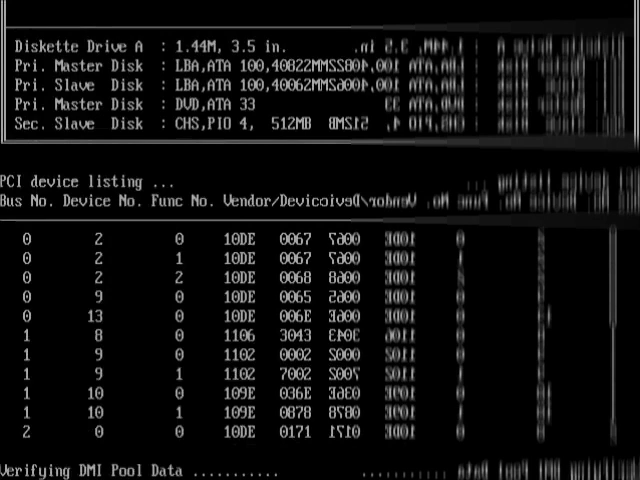 Diskette Drive A : 1.44M, 3.5 in.
Pri. Master Disk : LBA,ATA 100,40822MM
Pri. Slave Disk : LBA,ATA 100,40062MM
Pri. Master Disk : DVD,ATA 33
Sec. Slave Disk : CHS,PIO 4, 512MB
PCI device listing ...
Bus No. Device No. Func No. Vendor/Device
0 2 0 10DE 0067
0 2 1 10DE 0067
0 2 2 10DE 0068
0 9 0 10DE 0065
0 13 0 10DE 006E
1 8 0 1106 3043
1 9 0 1102 0002
1 9 1 1102 7002
1 10 0 109E 036E
1 10 1 109E 0878
2 0 0 10DE 0171
Verifying DMI Pool Data ...........